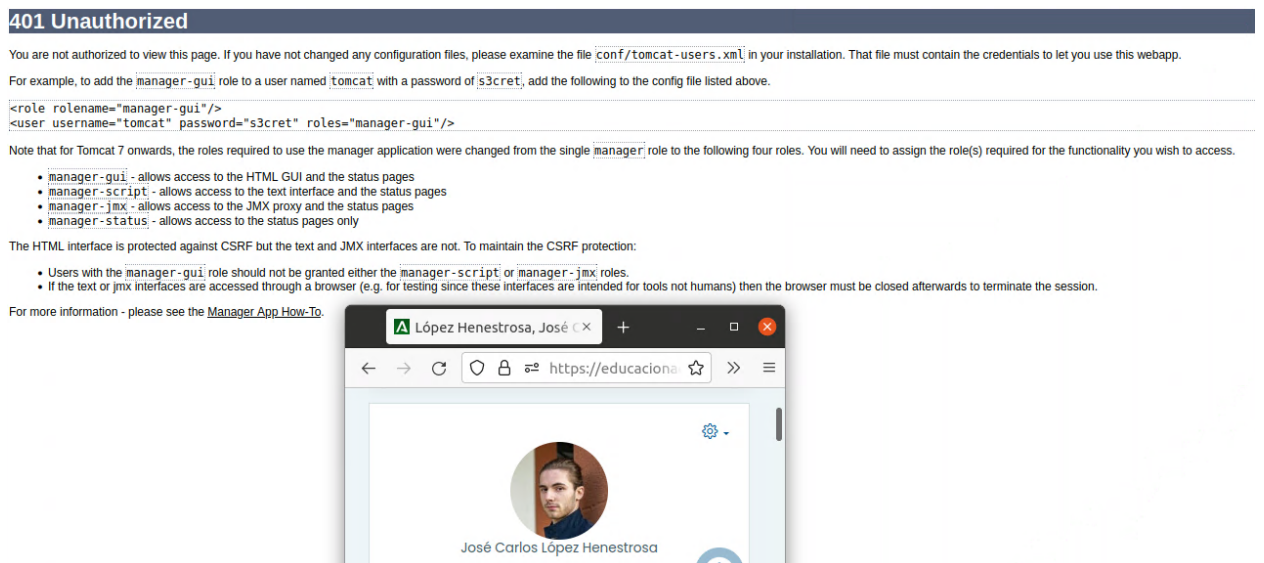 401 Unauthorized
You are not authorized to view this page. If you have not changed any configuration files, please examine the file conf/tomcat-users.xml in your installation. That file must contain the credentials to let you use this webapp.
For example, to add the manager-gui role to a user named tomcat with a password of s3cret, add the following to the config file listed above.
<role rolename="manager-gui"/>
<user username="tomcat" password="s3cret" roles="manager-gui"/>
Note that for Tomcat 7 onwards, the roles required to use the manager application were changed from the single manager role to the following four roles. You will need to assign the role(s) required for the functionality you wish to access.
• manager-gui - allows access to the HTML GUI and the status pages
• manager-script - allows access to the text interface and the status pages
• manager-jmx - allows access to the JMX proxy and the status pages
• manager-status - allows access to the status pages only
The HTML interface is protected against CSRF but the text and JMX interfaces are not. To maintain the CSRF protection:
• Users with the manager-gui role should not be granted either the manager-script or manager-jmx roles.
• If the text or jmx interfaces are accessed through a browser (e.g. for testing since these interfaces are intended for tools not humans) then the browser must be closed afterwards to terminate the session.
For more information - please see the Manager App How-To.
López Henestrosa, José C
https://educaciona
José Carlos López Henestrosa